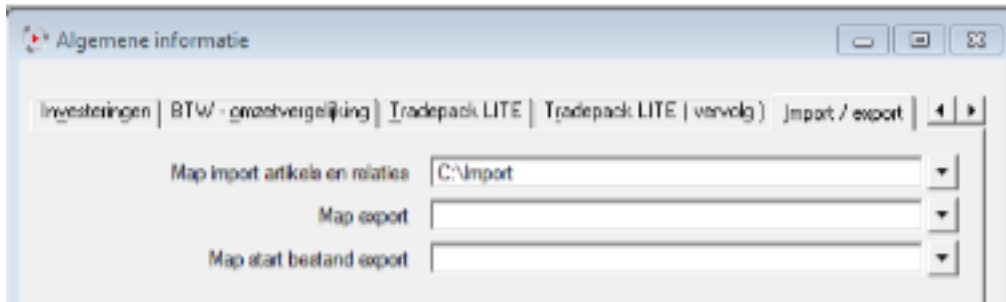 Algemene informatie
Investeringen BTW - omzetvergelijking Tradepack LITE Tradepack LITE ( vervolg ) Import / export
Map import artikels en relaties C:\Import
Map export
Map start bestand export